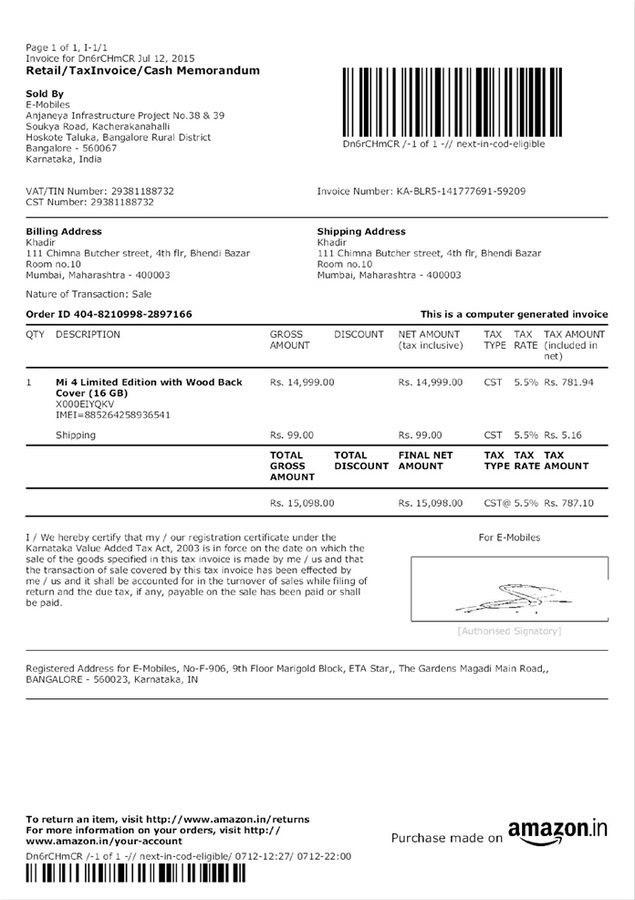 Page 1 of 1, I-1/1
Invoice for Dn6rCHmCR Jul 12, 2015
Retail/TaxInvoice/Cash Memorandum
Sold By
E-Mobiles
Anjaneya Infrastructure Project No.38 & 39
Soukya Road, Kacherakanahalli
Hoskote Taluka, Bangalore Rural District
Bangalore - 560067
Karnataka, India
Dn6rCHmCR /-1 of 1 -// next-in-cod-eligible
VAT/TIN Number: 29381188732
CST Number: 29381188732
Invoice Number: KA-BLR5-141777691-59209
Billing Address
Khadir
111 Chimna Butcher street, 4th flr, Bhendi Bazar
Room no.10
Mumbai, Maharashtra - 400003
Shipping Address
Khadir
111 Chimna Butcher street, 4th flr, Bhendi Bazar
Room no.10
Mumbai, Maharashtra - 400003
Nature of Transaction: Sale
Order ID 404-8210998-2897166 This is a computer generated invoice
QTY DESCRIPTION GROSS DISCOUNT NET AMOUNT TAX TAX TAX AMOUNT
AMOUNT (tax inclusive) TYPE RATE (included in
net)
1 Mi 4 Limited Edition with Wood Back Rs. 14,999.00 Rs. 14,999.00 CST 5.5% Rs. 781.94
Cover (16 GB)
X000EIYQKV
IMEI=885264258936541
Shipping Rs. 99.00 Rs. 99.00 CST 5.5% Rs. 5.16
TOTAL TOTAL FINAL NET TAX TAX TAX
GROSS DISCOUNT AMOUNT TYPE RATE AMOUNT
AMOUNT
Rs. 15,098.00 Rs. 15,098.00 CST@ 5.5% Rs. 787.10
I / We hereby certify that my / our registration certificate under the
Karnataka Value Added Tax Act, 2003 is in force on the date on which the
sale of the goods specified in this tax invoice is made by me / us and that
the transaction of sale covered by this tax invoice has been effected by
me / us and it shall be accounted for in the turnover of sales while filing of
return and the due tax, if any, payable on the sale has been paid or shall
be paid.
For E-Mobiles
[Authorised Signatory]
Registered Address for E-Mobiles, No-F-906, 9th Floor Marigold Block, ETA Star,, The Gardens Magadi Main Road,,
BANGALORE - 560023, Karnataka, IN
To return an item, visit http://www.amazon.in/returns
For more information on your orders, visit http://
www.amazon.in/your-account
Dn6rCHmCR /-1 of 1 -// next-in-cod-eligible/ 0712-12:27/ 0712-22:00
Purchase made on amazon.in